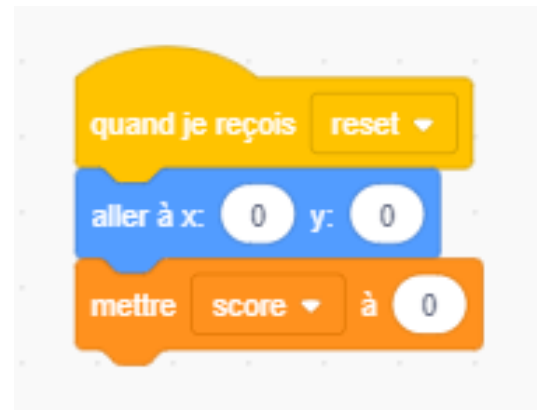 quand je reçois reset
aller à x: 0 y: 0
mettre score à 0